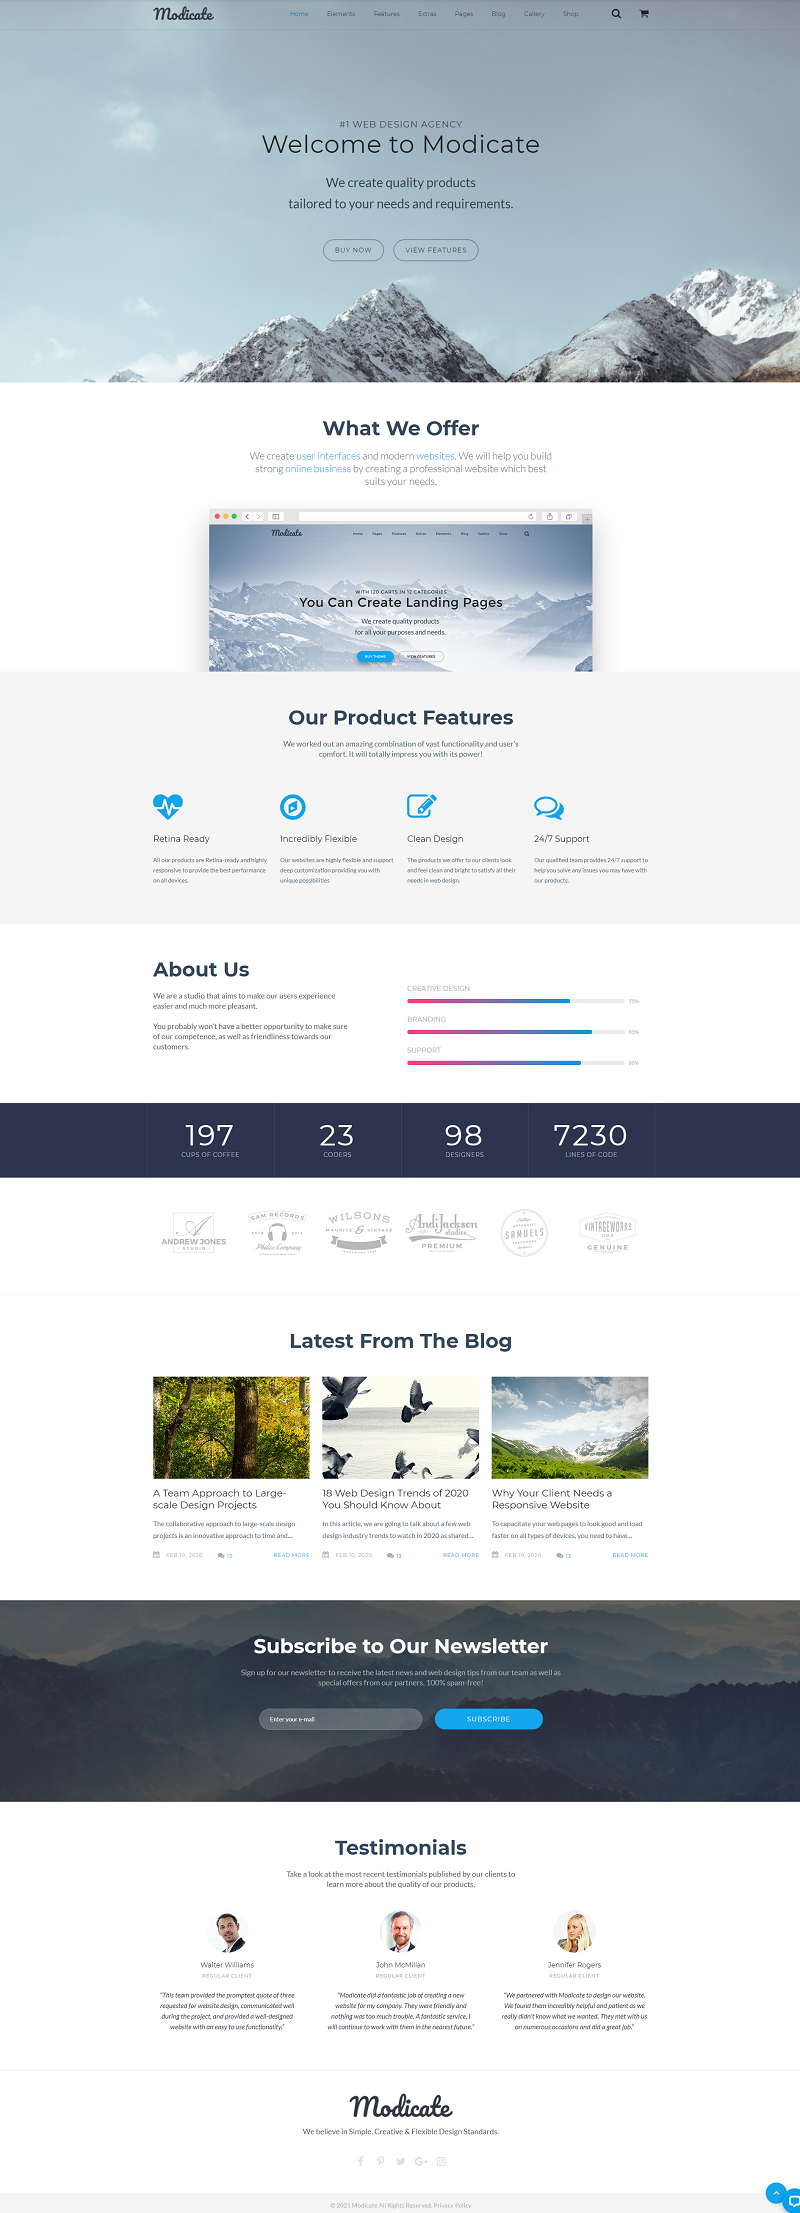 Modicate
Home Elements Features Extras Pages Blog Gallery Shop
#1 WEB DESIGN AGENCY
Welcome to Modicate
We create quality products
tailored to your needs and requirements.
BUY NOW VIEW FEATURES
What We Offer
We create user interfaces and modern websites. We will help you build
strong online business by creating a professional website which best
suits your needs.
Modicate
Home Pages Features Extras Elements Blog Gallery Shop
WITH 120 CARTS IN 12 CATEGORIES
You Can Create Landing Pages
We create quality products
for all your purposes and needs.
BUY THEME VIEW FEATURES
Our Product Features
We worked out an amazing combination of vast functionality and user's
comfort. It will totally impress you with its power!
Retina Ready
All our products are Retina-ready and highly
responsive to provide the best performance
on all devices.
Incredibly Flexible
Our websites are highly flexible and support
deep customization providing you with
unique possibilities
Clean Design
The products we offer to our clients look
and feel clean and bright to satisfy all their
needs in web design.
24/7 Support
Our qualified team provides 24/7 support to
help you solve any issues you may have with
our products.
About Us
We are a studio that aims to make our users experience
easier and much more pleasant.
You probably won't have a better opportunity to make sure
of our competence, as well as friendliness towards our
customers.
CREATIVE DESIGN
75%
BRANDING
85%
SUPPORT
80%
197
CUPS OF COFFEE
23
CODERS
98
DESIGNERS
7230
LINES OF CODE
A
ANDREW JONES
STUDIO
SAM RECORDS
Philice Company
WILSONS
MAURICE & VINTAGE
Andi Jackson
studios
PREMIUM
AUTHENTIC
SAMUELS
VINTAGEWORKS
GENUINE
Latest From The Blog
A Team Approach to Large-
scale Design Projects
The collaborative approach to large-scale design
projects is an innovative approach to time and...
FEB 10, 2020 13 READ MORE
18 Web Design Trends of 2020
You Should Know About
In this article, we are going to talk about a few web
design industry trends to watch in 2020 as shared...
FEB 10, 2020 13 READ MORE
Why Your Client Needs a
Responsive Website
To capacitate your web pages to look good and load
faster on all types of devices, you need to have...
FEB 10, 2020 13 READ MORE
Subscribe to Our Newsletter
Sign up for our newsletter to receive the latest news and web design tips from our team as well as
special offers from our partners. 100% spam-free!
Enter your e-mail SUBSCRIBE
Testimonials
Take a look at the most recent testimonials published by our clients to
learn more about the quality of our products.
Walter Williams
REGULAR CLIENT
"This team provided the promptest quote of three
requested for website design, communicated well
during the project, and provided a well-designed
website with an easy to use functionality."
John McMillan
REGULAR CLIENT
"Modicate did a fantastic job of creating a new
website for my company. They were friendly and
nothing was too much trouble. A fantastic service, I
will continue to work with them in the nearest future."
Jennifer Rogers
REGULAR CLIENT
"We partnered with Modicate to design our website.
We found them incredibly helpful and patient as we
really didn't know what we wanted. They met with us
on numerous occasions and did a great job."
Modicate
We believe in Simple, Creative & Flexible Design Standards.
© 2021 Modicate All Rights Reserved. Privacy Policy